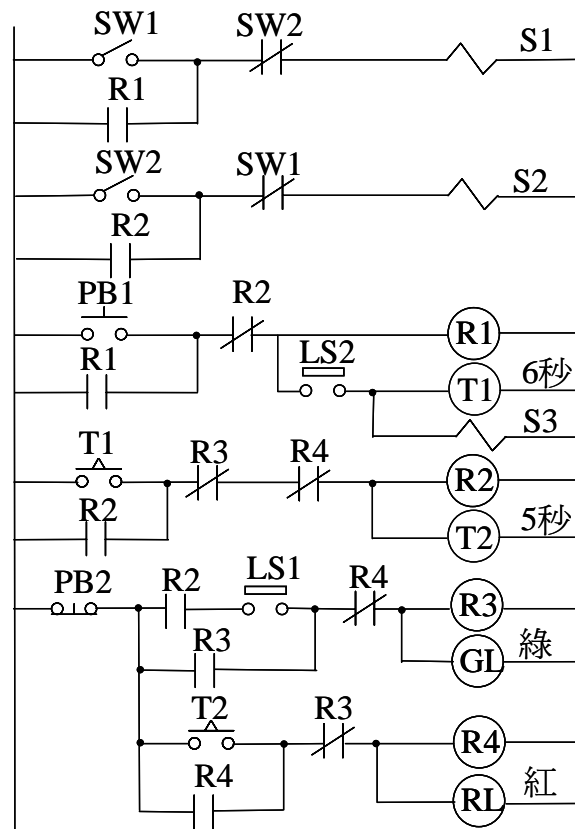 SW1 SW2 S1
R1
SW2 SW1 S2
R2
PB1 R2 R1
R1 LS2 T1 6秒
S3
T1 R3 R4 R2
R2 T2 5秒
PB2 R2 LS1 R4 R3
R3 GL 綠
T2 R3 R4
R4 RL 紅